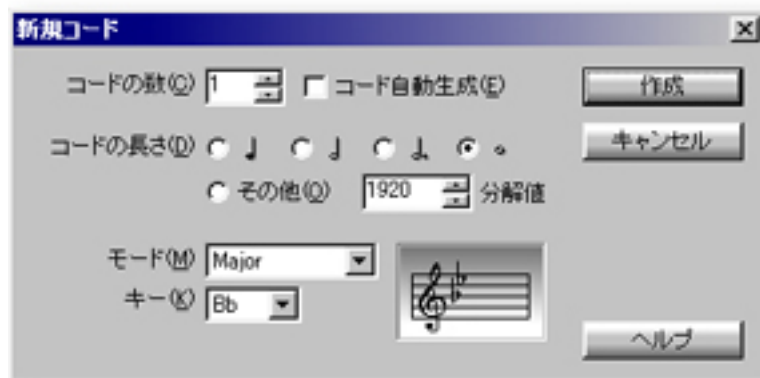 新規コード
コードの数(C) 1 コード自動生成(E) 作成
コードの長さ(D) キャンセル
その他(O) 1920 分解値
モード(M) Major
キー(K) Bb
ヘルプ